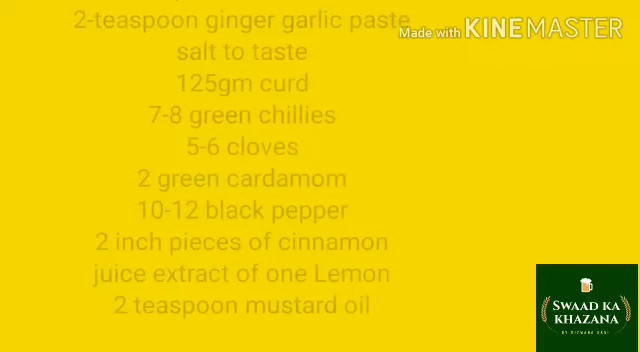 2-teaspoon ginger garlic paste
Made with KINEMASTER
salt to taste
125gm curd
7-8 green chillies
5-6 cloves
2 green cardamom
10-12 black pepper
2 inch pieces of cinnamon
juice extract of one Lemon
2 teaspoon mustard oil
SWAAD KA
KHAZANA